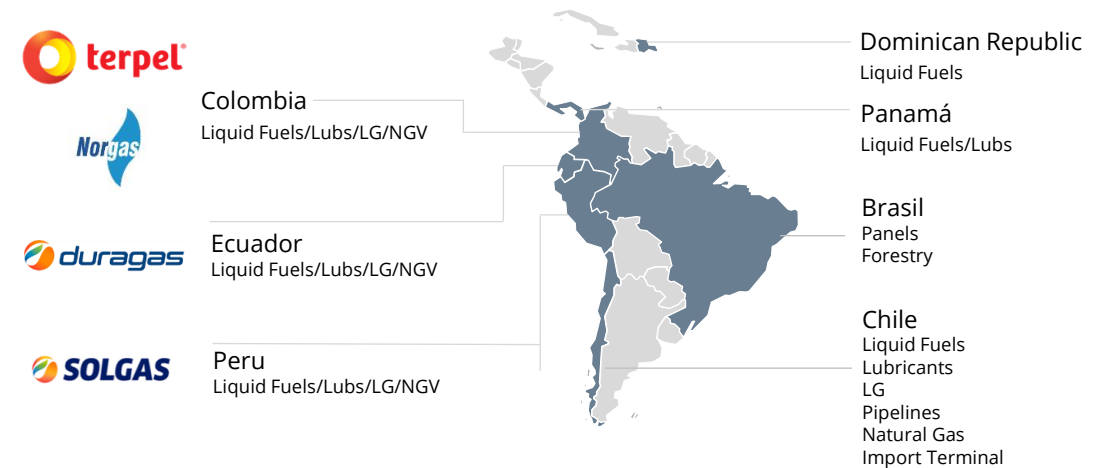 terpel
Norgas
duragas
SOLGAS
Colombia
Liquid Fuels/Lubs/LG/NGV
Ecuador
Liquid Fuels/Lubs/LG/NGV
Peru
Liquid Fuels/Lubs/LG/NGV
Dominican Republic
Liquid Fuels
Panamá
Liquid Fuels/Lubs
Brasil
Panels
Forestry
Chile
Liquid Fuels
Lubricants
LG
Pipelines
Natural Gas
Import Terminal